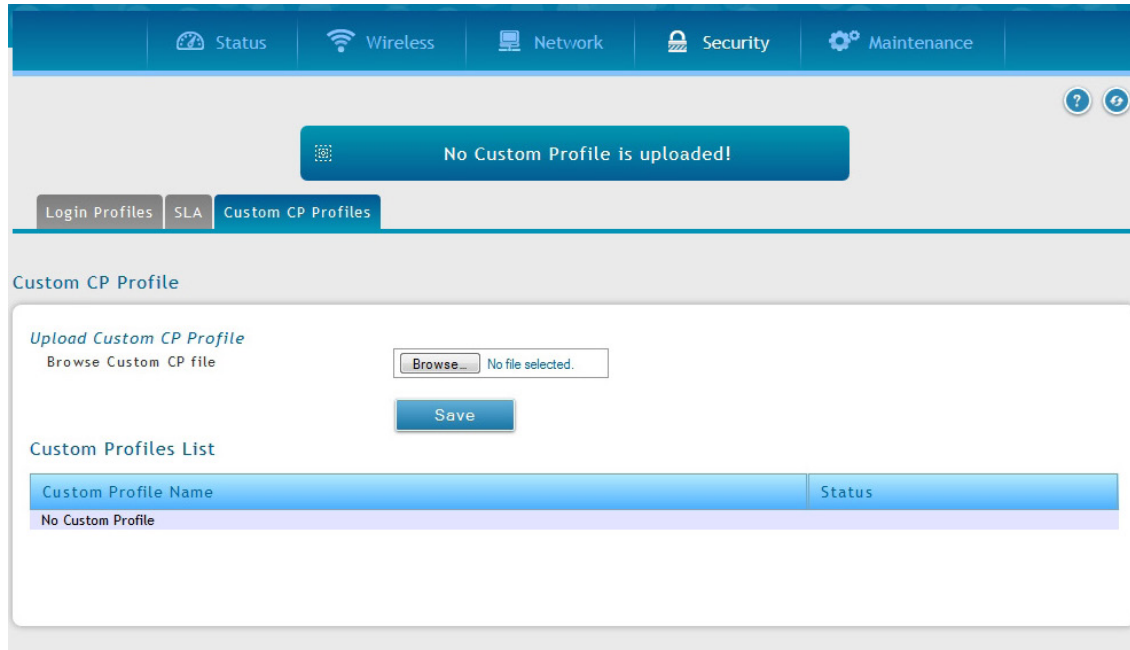 Status Wireless Network Security Maintenance
?
No Custom Profile is uploaded!
Login Profiles SLA Custom CP Profiles
Custom CP Profile
Upload Custom CP Profile
Browse Custom CP file Browse... No file selected.
Save
Custom Profiles List
Custom Profile Name Status
No Custom Profile